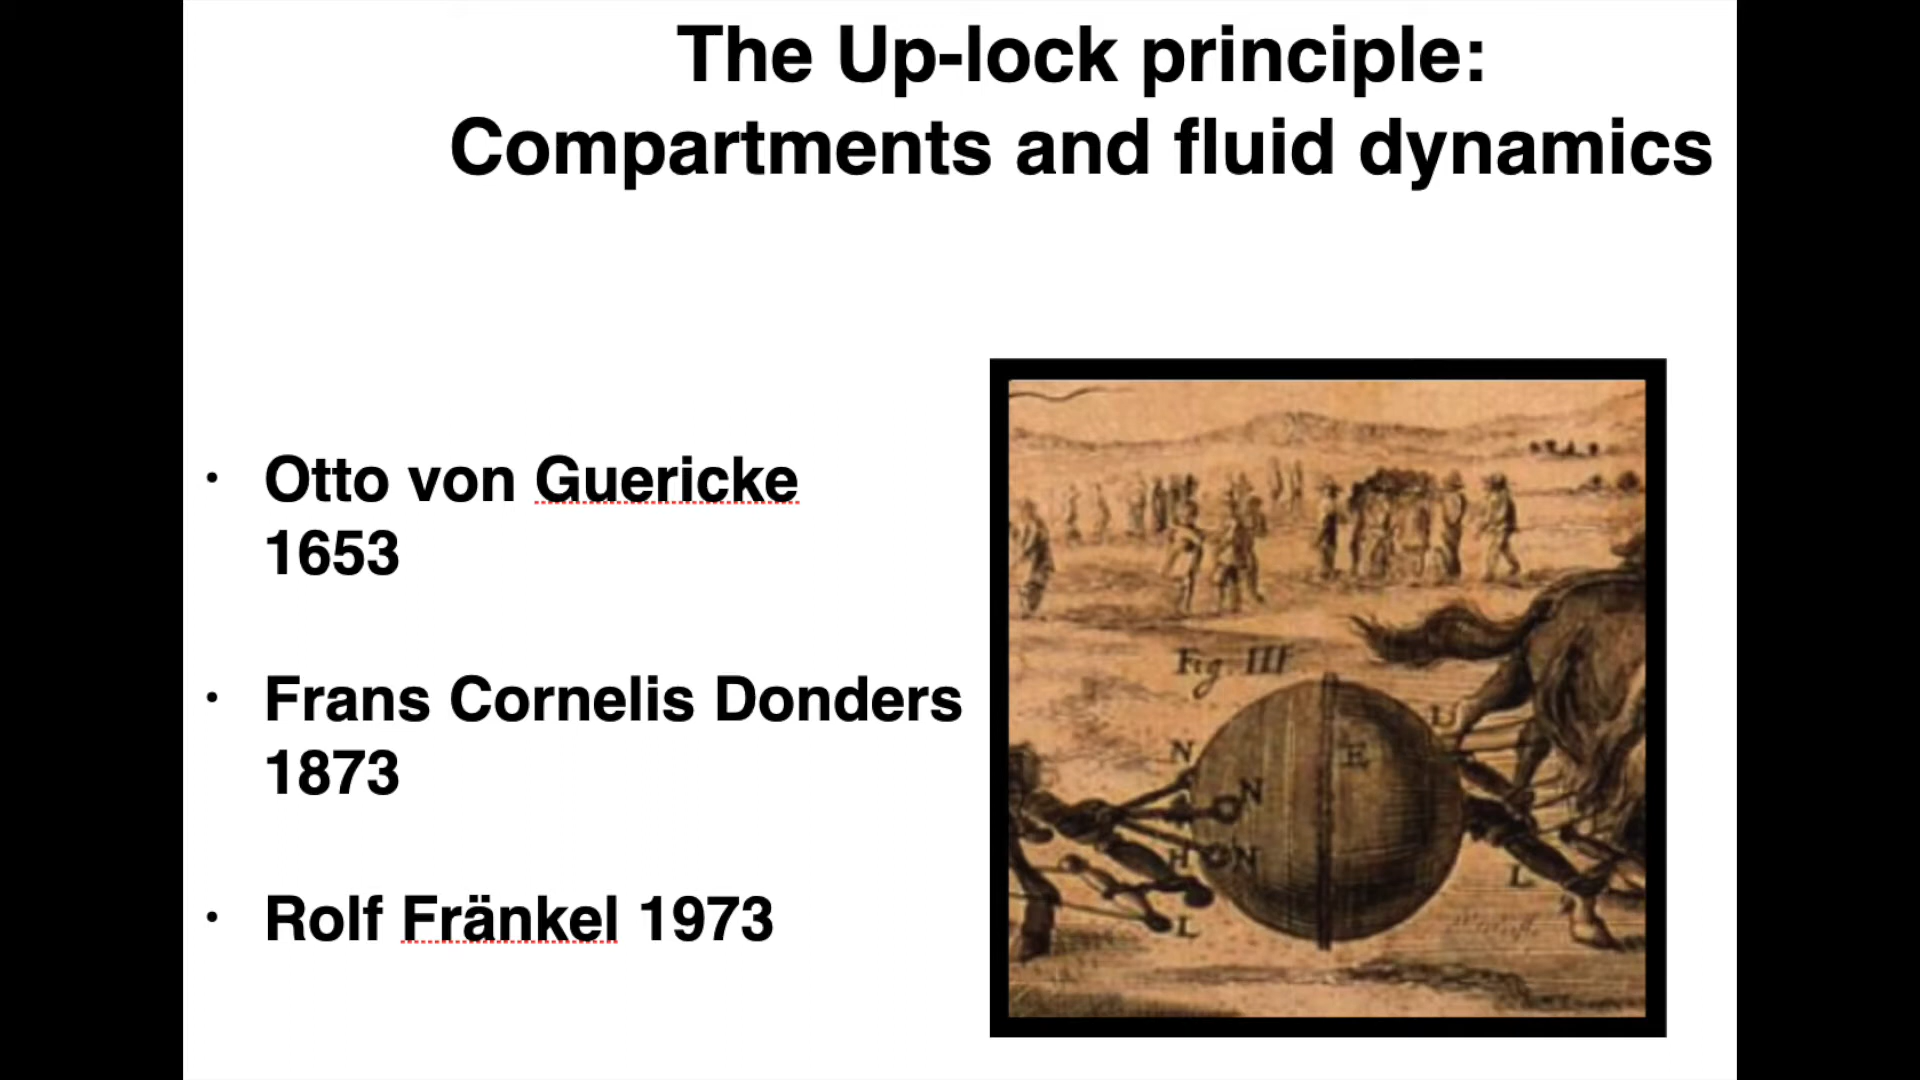 The Up-lock principle:
Compartments and fluid dynamics
• Otto von Guericke
1653
• Frans Cornelis Donders
1873
• Rolf Fränkel 1973
Fig. III
N
E
N
H
N
L
L